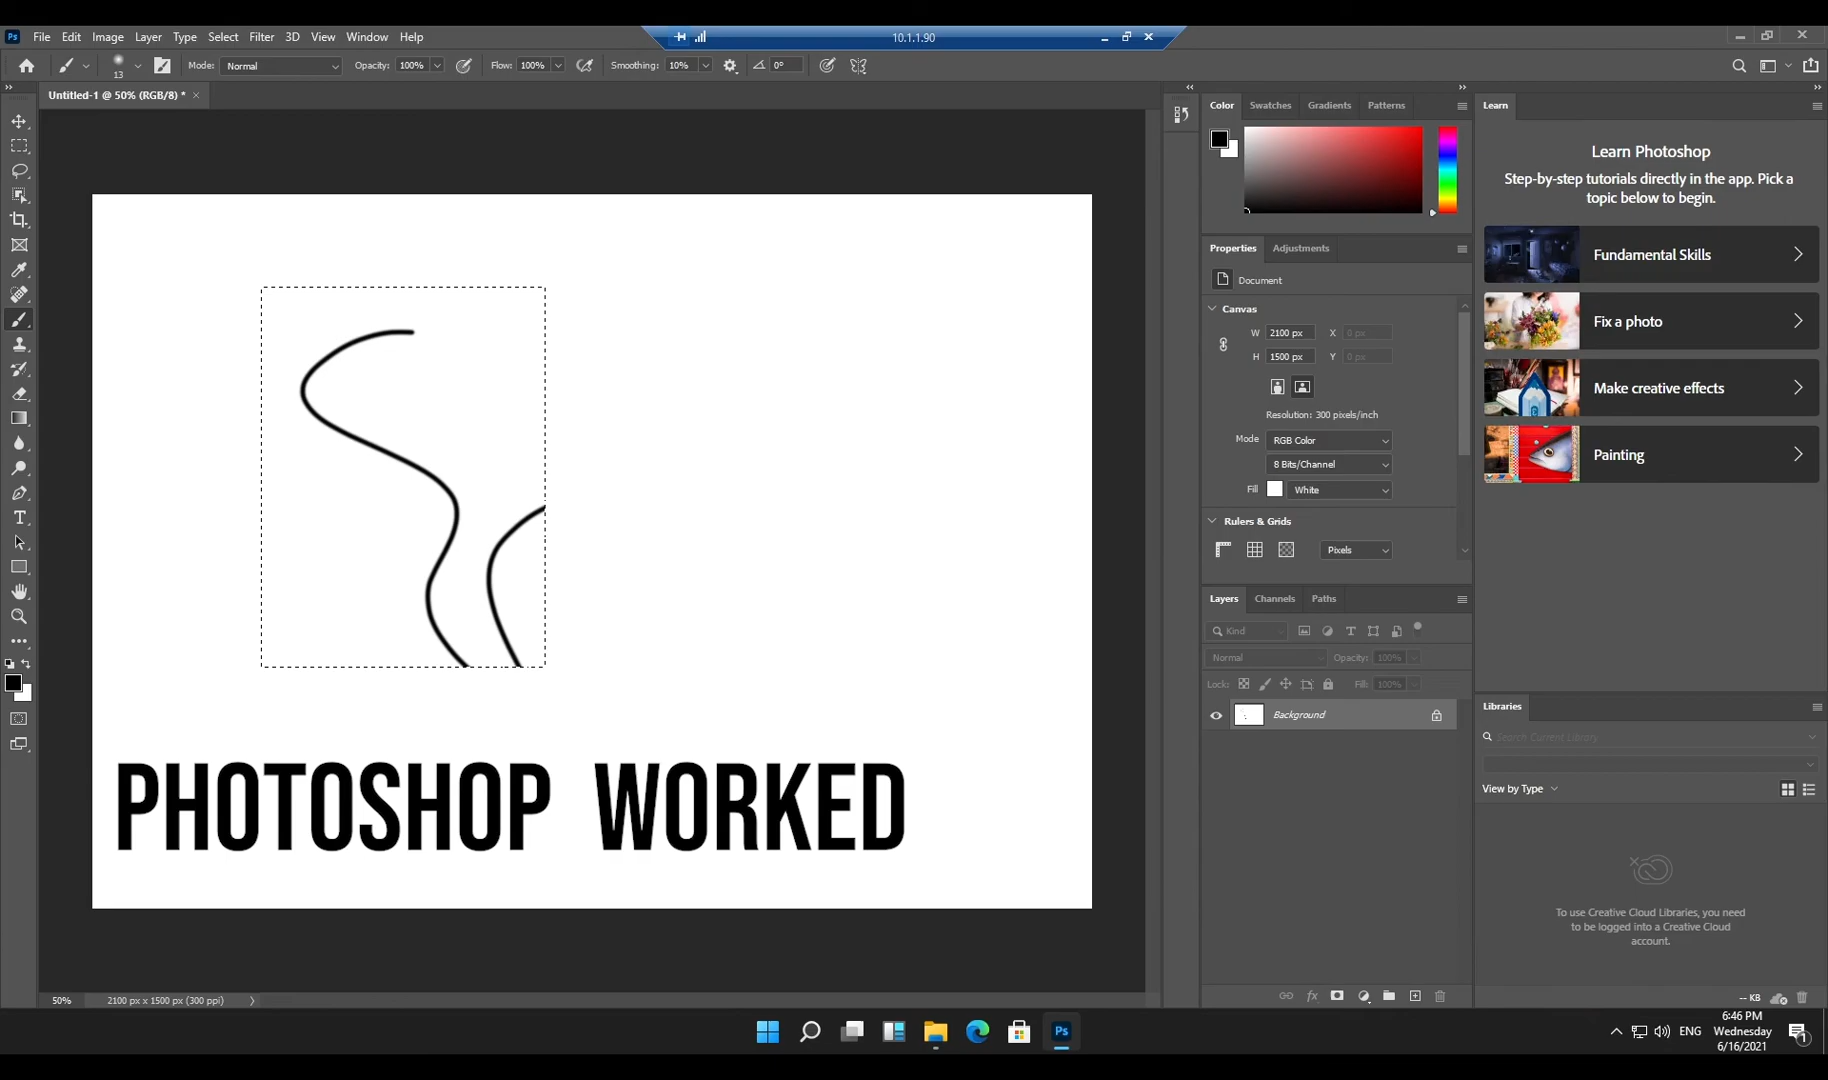 Ps File Edit Image Layer Type Select Filter 3D View Window Help
10.1.1.90
13 Mode: Normal Opacity: 100% Flow: 100% Smoothing: 10% 0°
Untitled-1 @ 50% (RGB/8) * ×
PHOTOSHOP WORKED
50% 2100 px x 1500 px (300 ppi)
Color Swatches Gradients Patterns
Properties Adjustments
Document
Canvas
W 2100 px X 0 px
H 1500 px Y 0 px
Resolution: 300 pixels/inch
Mode RGB Color
8 Bits/Channel
Fill White
Rulers & Grids
Pixels
Layers Channels Paths
Kind
Normal Opacity: 100%
Lock: Fill: 100%
Background
fx
Learn
Learn Photoshop
Step-by-step tutorials directly in the app. Pick a
topic below to begin.
Fundamental Skills
Fix a photo
Make creative effects
Painting
Libraries
Search Current Library
View by Type
To use Creative Cloud Libraries, you need
to be logged into a Creative Cloud
account.
-- KB
Ps
ENG
6:46 PM
Wednesday
6/16/2021
1